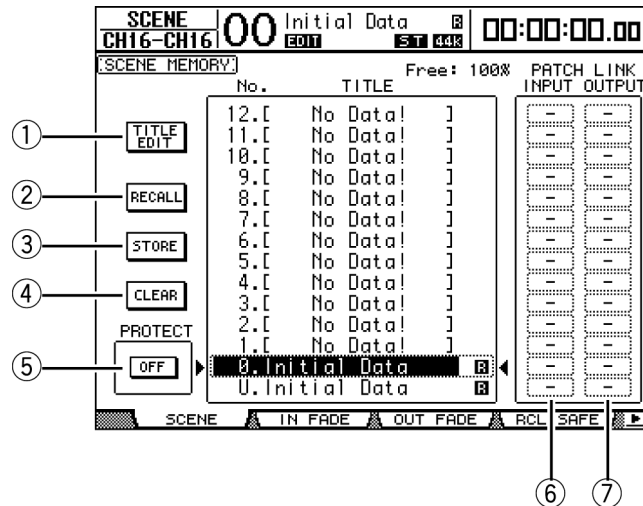 SCENE
CH16-CH16
00
Initial Data R
EDIT ST 44k
00:00:00.00
SCENE MEMORY
Free: 100%
PATCH LINK
No. TITLE
INPUT OUTPUT
12.[ No Data! ] - -
① TITLE EDIT
11.[ No Data! ] - -
10.[ No Data! ] - -
9.[ No Data! ] - -
② RECALL
8.[ No Data! ] - -
7.[ No Data! ] - -
③ STORE
6.[ No Data! ] - -
5.[ No Data! ] - -
④ CLEAR
4.[ No Data! ] - -
3.[ No Data! ] - -
PROTECT
2.[ No Data! ] - -
1.[ No Data! ] - -
⑤ OFF
0.Initial Data R - -
U.Initial Data R - -
SCENE IN FADE OUT FADE RCL SAFE
⑥ ⑦